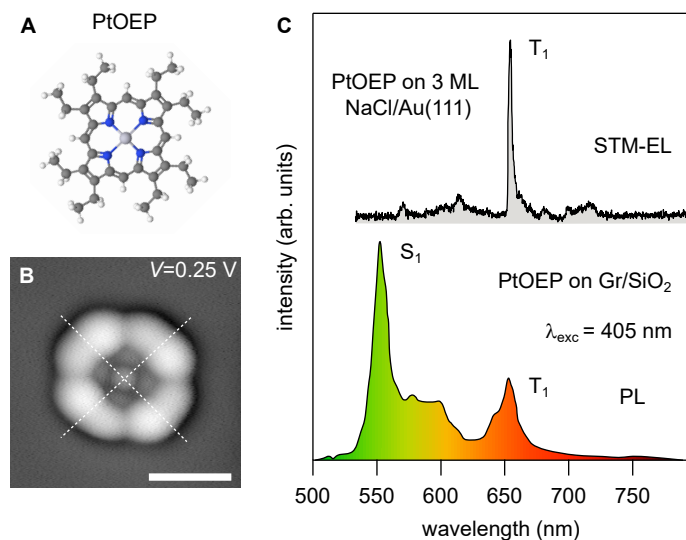 A
PtOEP
B
V=0.25 V
C
T₁
PtOEP on 3 ML
NaCl/Au(111)
STM-EL
S₁
PtOEP on Gr/SiO₂
λexc = 405 nm
T₁
PL
intensity (arb. units)
500 550 600 650 700 750
wavelength (nm)